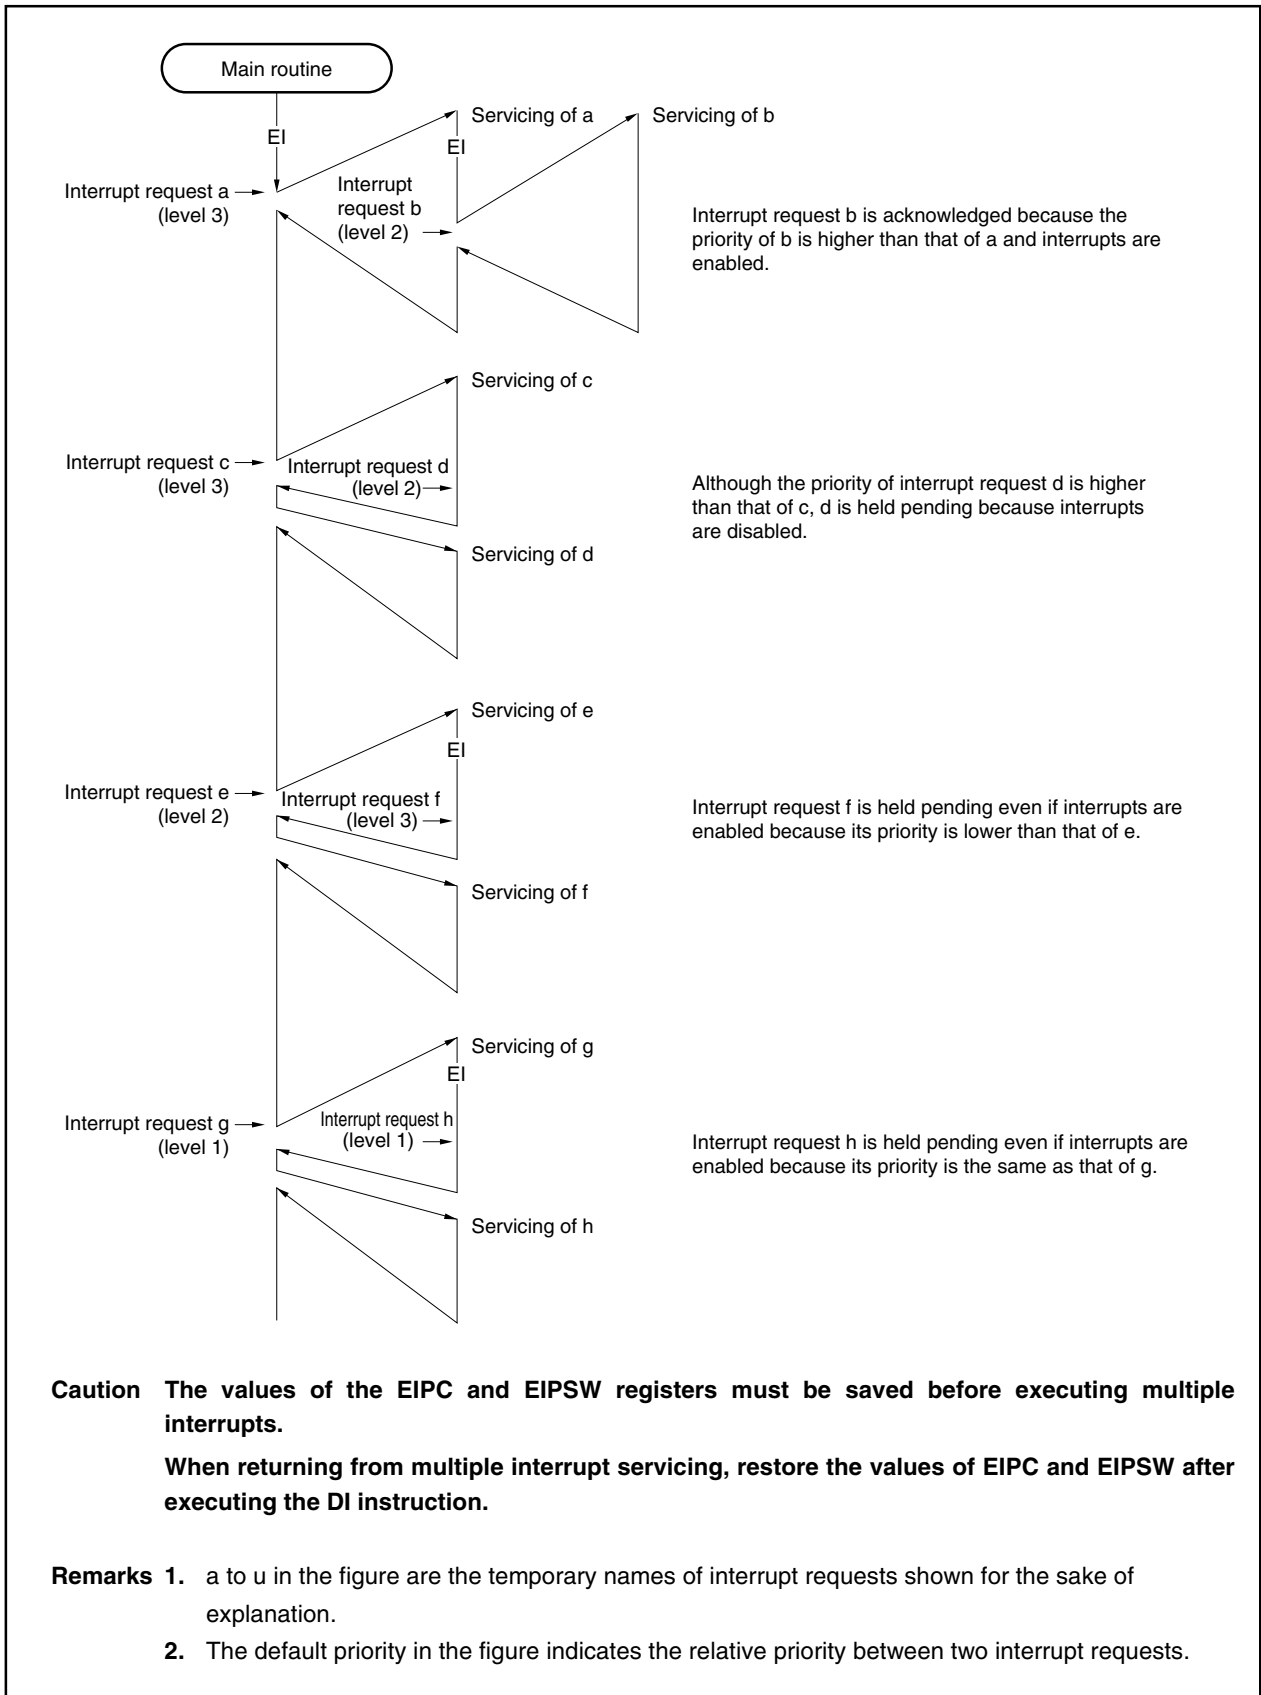 Main routine
EI
Servicing of a
Servicing of b
EI
Interrupt request a
(level 3)
Interrupt
request b
(level 2)
Interrupt request b is acknowledged because the
priority of b is higher than that of a and interrupts are
enabled.
Servicing of c
Interrupt request c
(level 3)
Interrupt request d
(level 2)
Although the priority of interrupt request d is higher
than that of c, d is held pending because interrupts
are disabled.
Servicing of d
Servicing of e
EI
Interrupt request e
(level 2)
Interrupt request f
(level 3)
Interrupt request f is held pending even if interrupts are
enabled because its priority is lower than that of e.
Servicing of f
Servicing of g
EI
Interrupt request g
(level 1)
Interrupt request h
(level 1)
Interrupt request h is held pending even if interrupts are
enabled because its priority is the same as that of g.
Servicing of h
Caution The values of the EIPC and EIPSW registers must be saved before executing multiple
interrupts.
When returning from multiple interrupt servicing, restore the values of EIPC and EIPSW after
executing the DI instruction.
Remarks 1. a to u in the figure are the temporary names of interrupt requests shown for the sake of
explanation.
2. The default priority in the figure indicates the relative priority between two interrupt requests.